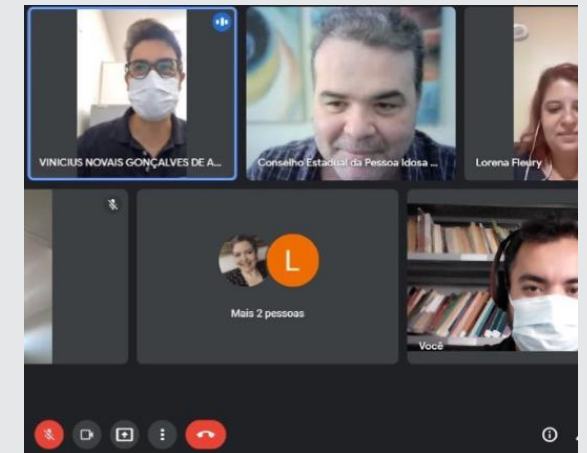 VINICIUS NOVAIS GONÇALVES DE A...
Conselho Estadual da Pessoa Idosa ...
Lorena Fleury
L
Mais 2 pessoas
Você